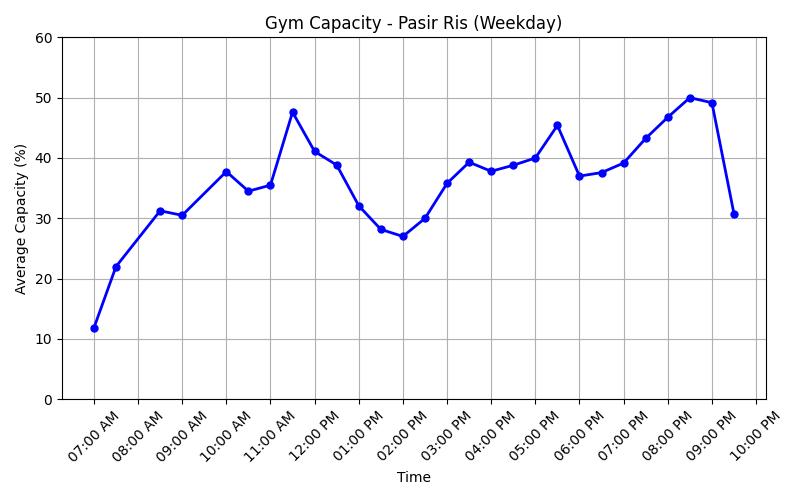 Gym Capacity - Pasir Ris (Weekday)
Average Capacity (%)
60
50
40
30
20
10
0
07:00 AM
08:00 AM
09:00 AM
10:00 AM
11:00 AM
12:00 PM
01:00 PM
02:00 PM
03:00 PM
04:00 PM
05:00 PM
06:00 PM
07:00 PM
08:00 PM
09:00 PM
10:00 PM
Time